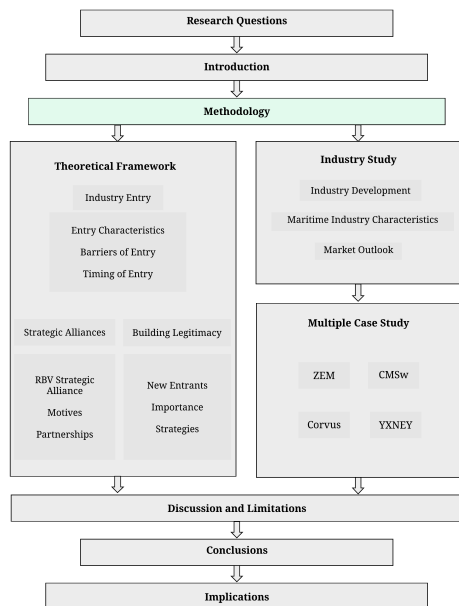 Research Questions
Introduction
Methodology
Theoretical Framework
Industry Entry
Entry Characteristics
Barriers of Entry
Timing of Entry
Strategic Alliances
Building Legitimacy
RBV Strategic
Alliance
Motives
Partnerships
New Entrants
Importance
Strategies
Industry Study
Industry Development
Maritime Industry Characteristics
Market Outlook
Multiple Case Study
ZEM
CMSw
Corvus
YXNEY
Discussion and Limitations
Conclusions
Implications